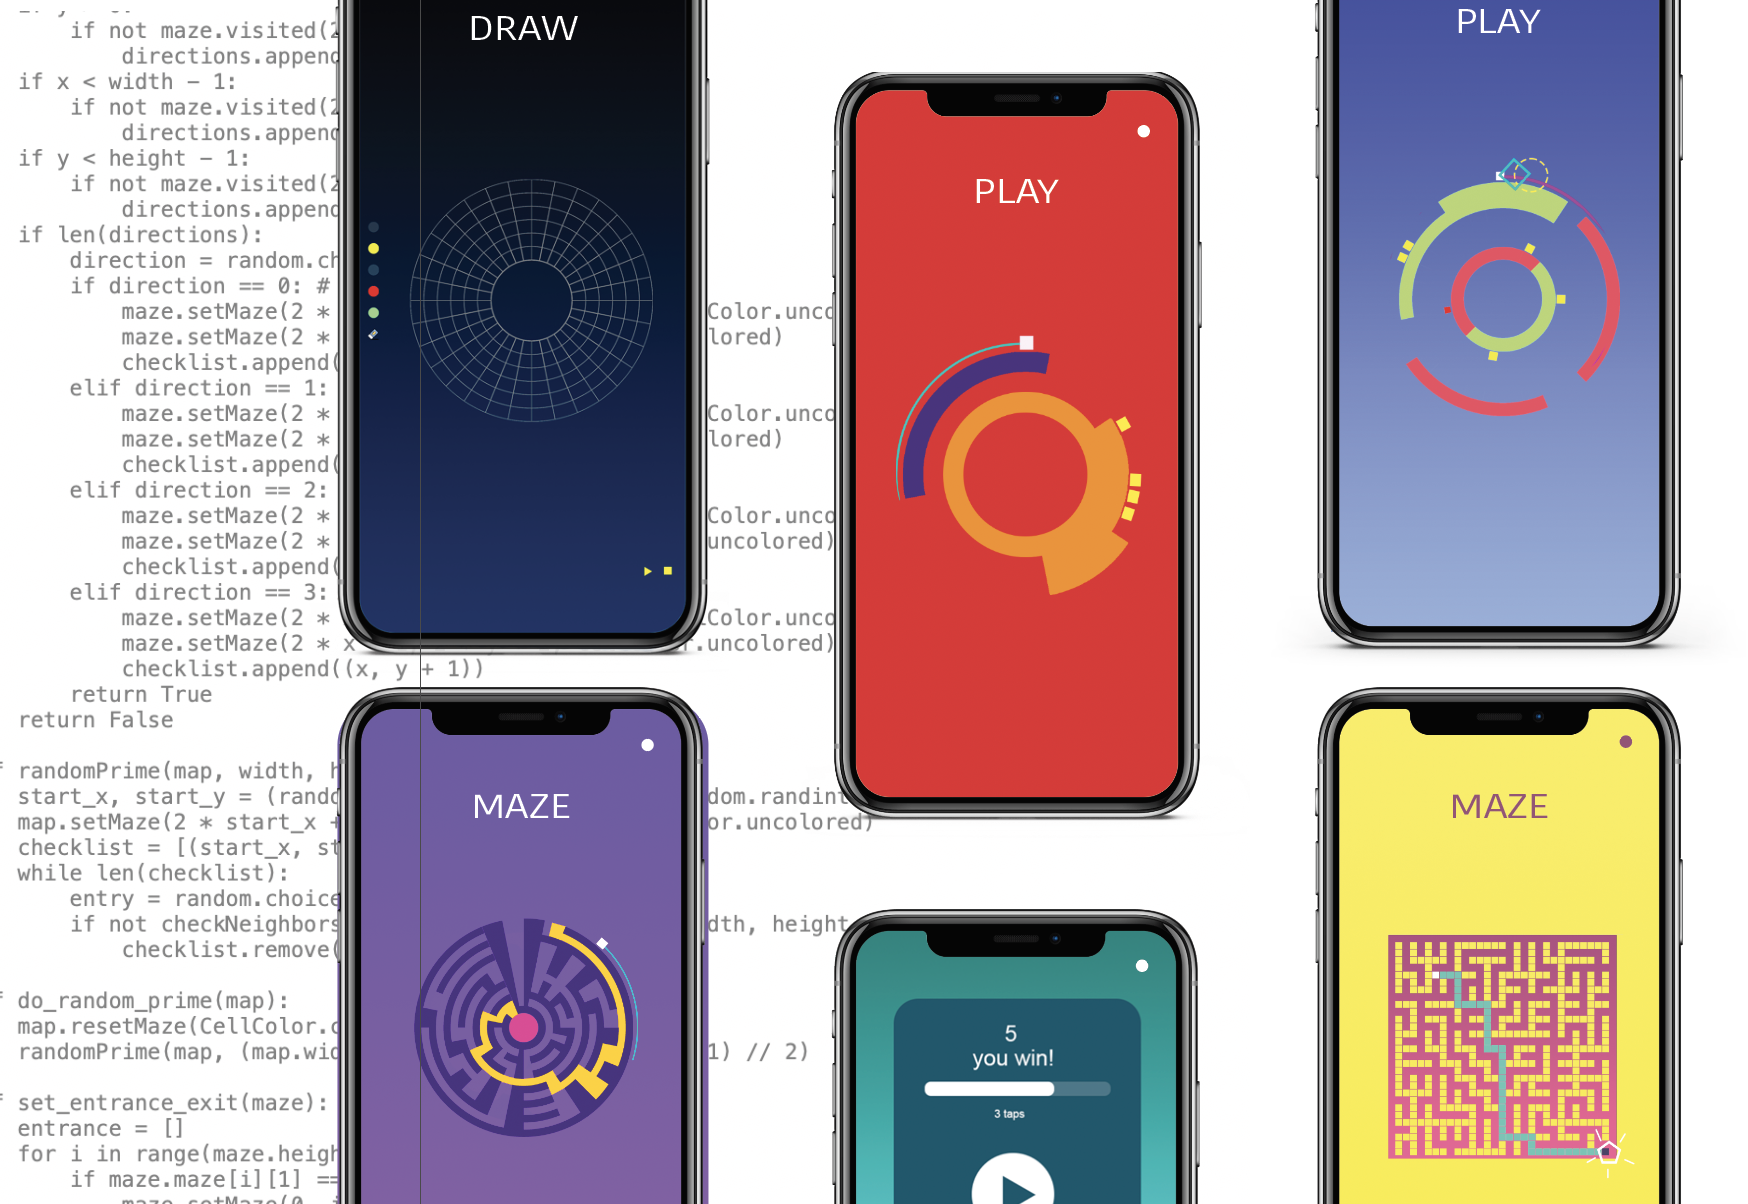 if not maze.visited(2
directions.append
if x < width - 1:
if not maze.visited(2
directions.append
if y < height - 1:
if not maze.visited(2
directions.append
if len(directions):
direction = random.ch
if direction == 0: #
maze.setMaze(2 * Color.unco
maze.setMaze(2 * lored)
checklist.append(
elif direction == 1:
maze.setMaze(2 * Color.unco
maze.setMaze(2 * lored)
checklist.append(
elif direction == 2:
maze.setMaze(2 * Color.unco
maze.setMaze(2 * uncolored)
checklist.append(
elif direction == 3:
maze.setMaze(2 * Color.unco
maze.setMaze(2 * x r.uncolored)
checklist.append((x, y + 1))
return True
return False
randomPrime(map, width, h
start_x, start_y = (rando dom.randint
map.setMaze(2 * start_x + or.uncolored)
checklist = [(start_x, st
while len(checklist):
entry = random.choice
if not checkNeighbors dth, height
checklist.remove(
do_random_prime(map):
map.resetMaze(CellColor.c
randomPrime(map, (map.wid 1) // 2)
set_entrance_exit(maze):
entrance = []
for i in range(maze.heigh
if maze.maze[i][1] ==
maze.setMaze(0
DRAW
MAZE
PLAY
5
you win!
3 taps
PLAY
MAZE